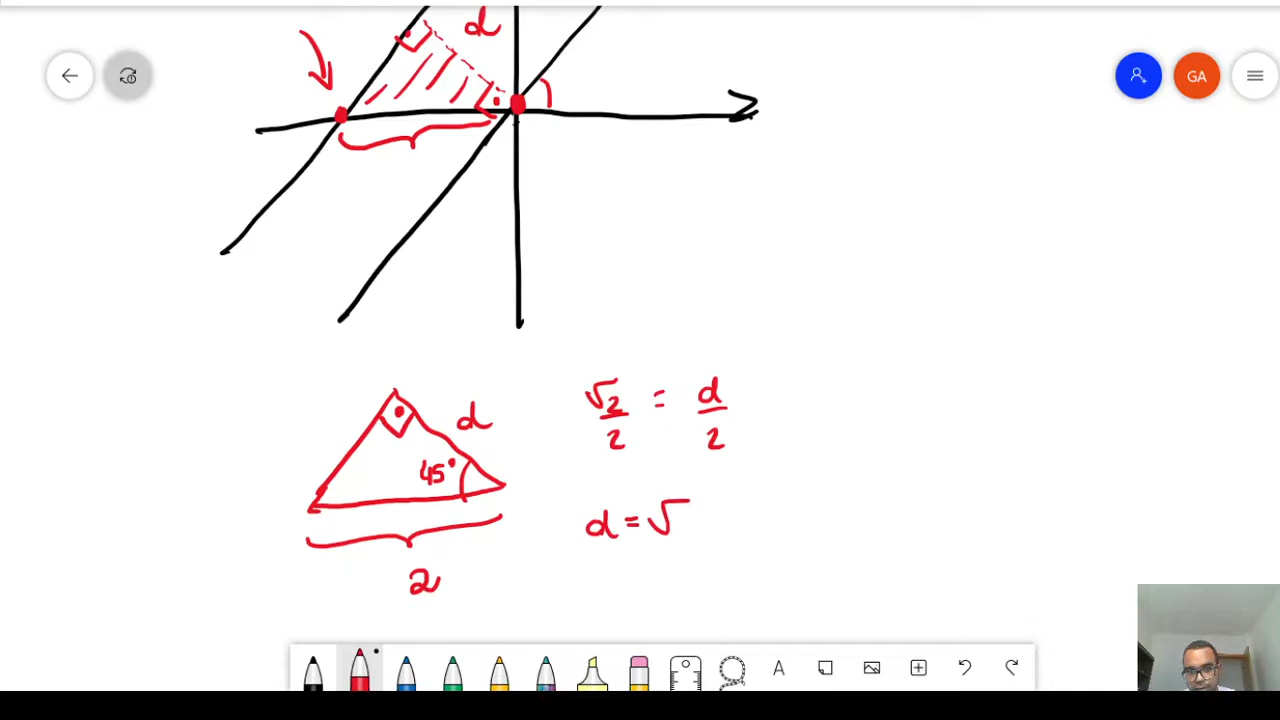 d
GA
√2/2 = d/2
d
45°
d = √
2
A